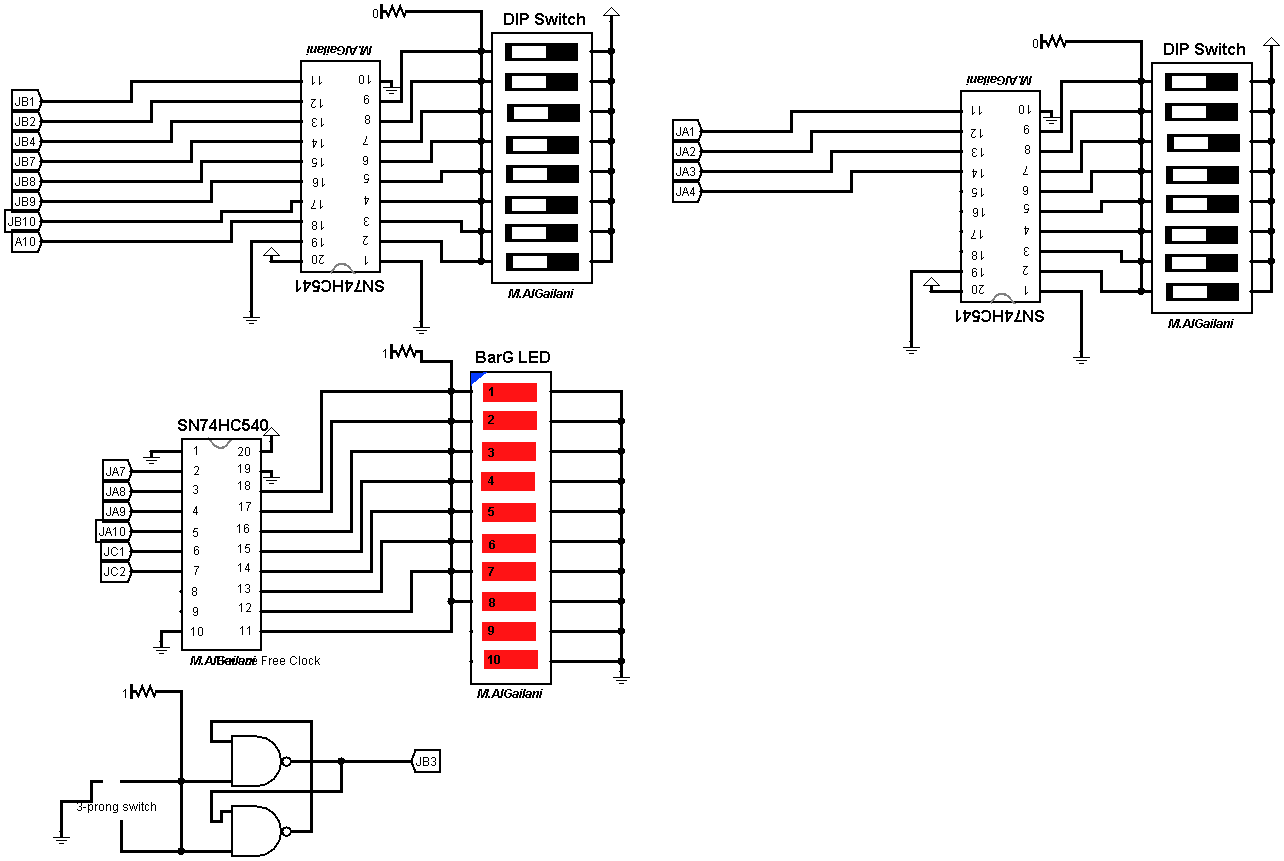 0
DIP Switch
M.AlGailani
11
10
JB1
12
9
JB2
13
8
JB4
14
7
JB7
15
6
JB8
16
5
JB9
17
4
JB10
18
3
A10
19
2
20
1
SN74HC541
M.AlGailani
0
DIP Switch
M.AlGailani
11
10
JA1
12
9
JA2
13
8
JA3
14
7
JA4
15
6
16
5
17
4
18
3
19
2
20
1
SN74HC541
M.AlGailani
1
BarG LED
1
2
3
4
5
6
7
8
9
10
M.AlGailani
SN74HC540
1
20
JA7
2
19
JA8
3
18
JA9
4
17
JA10
5
16
JC1
6
15
JC2
7
14
8
13
9
12
10
11
M.AlGailani
Free Clock
1
JB3
3-prong switch